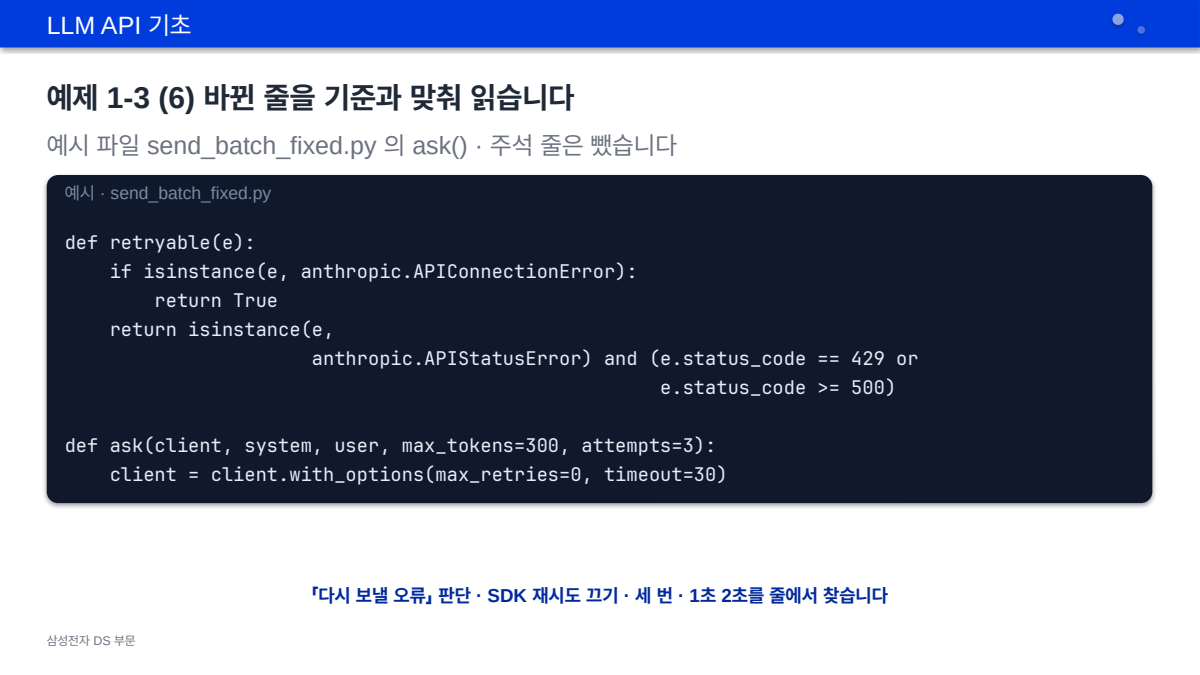 LLM API 기초
예제 1-3 (6) 바뀐 줄을 기준과 맞춰 읽습니다
예시 파일 send_batch_fixed.py 의 ask() · 주석 줄은 뺐습니다
예시 · send_batch_fixed.py
def retryable(e):
    if isinstance(e, anthropic.APIConnectionError):
        return True
    return isinstance(e,
                      anthropic.APIStatusError) and (e.status_code == 429 or
                                                     e.status_code >= 500)
def ask(client, system, user, max_tokens=300, attempts=3):
    client = client.with_options(max_retries=0, timeout=30)
『다시 보낼 오류』 판단 · SDK 재시도 끄기 · 세 번 · 1초 2초를 줄에서 찾습니다
삼성전자 DS 부문